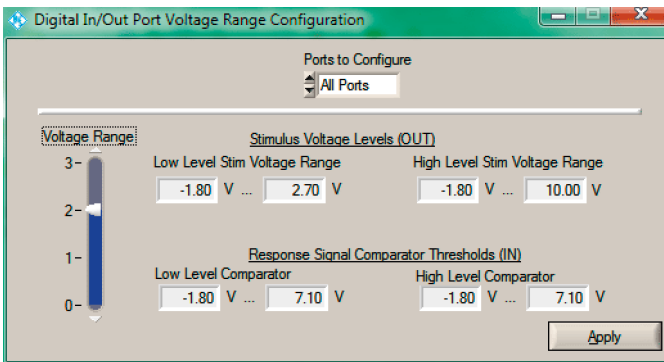 Digital In/Out Port Voltage Range Configuration
Ports to Configure
All Ports
Voltage Range
Stimulus Voltage Levels (OUT)
3-
Low Level Stim Voltage Range
High Level Stim Voltage Range
-1.80 V ... 2.70 V
-1.80 V ... 10.00 V
2-
1-
Response Signal Comparator Thresholds (IN)
Low Level Comparator
High Level Comparator
0-
-1.80 V ... 7.10 V
-1.80 V ... 7.10 V
Apply